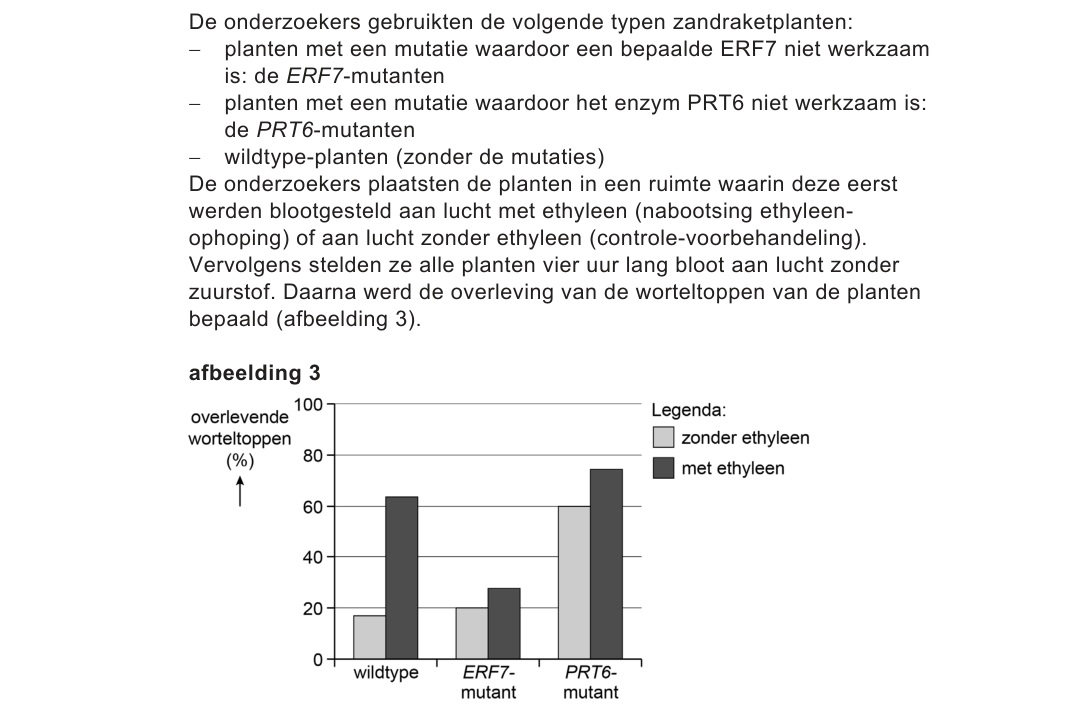 De onderzoekers gebruikten de volgende typen zandraketplanten:
– planten met een mutatie waardoor een bepaalde ERF7 niet werkzaam
is: de ERF7-mutanten
– planten met een mutatie waardoor het enzym PRT6 niet werkzaam is:
de PRT6-mutanten
– wildtype-planten (zonder de mutaties)
De onderzoekers plaatsten de planten in een ruimte waarin deze eerst
werden blootgesteld aan lucht met ethyleen (nabootsing ethyleen-
ophoping) of aan lucht zonder ethyleen (controle-voorbehandeling).
Vervolgens stelden ze alle planten vier uur lang bloot aan lucht zonder
zuurstof. Daarna werd de overleving van de worteltoppen van de planten
bepaald (afbeelding 3).
afbeelding 3
overlevende
worteltoppen
(%)
100
80
60
40
20
0
wildtype
ERF7-
mutant
PRT6-
mutant
Legenda:
zonder ethyleen
met ethyleen